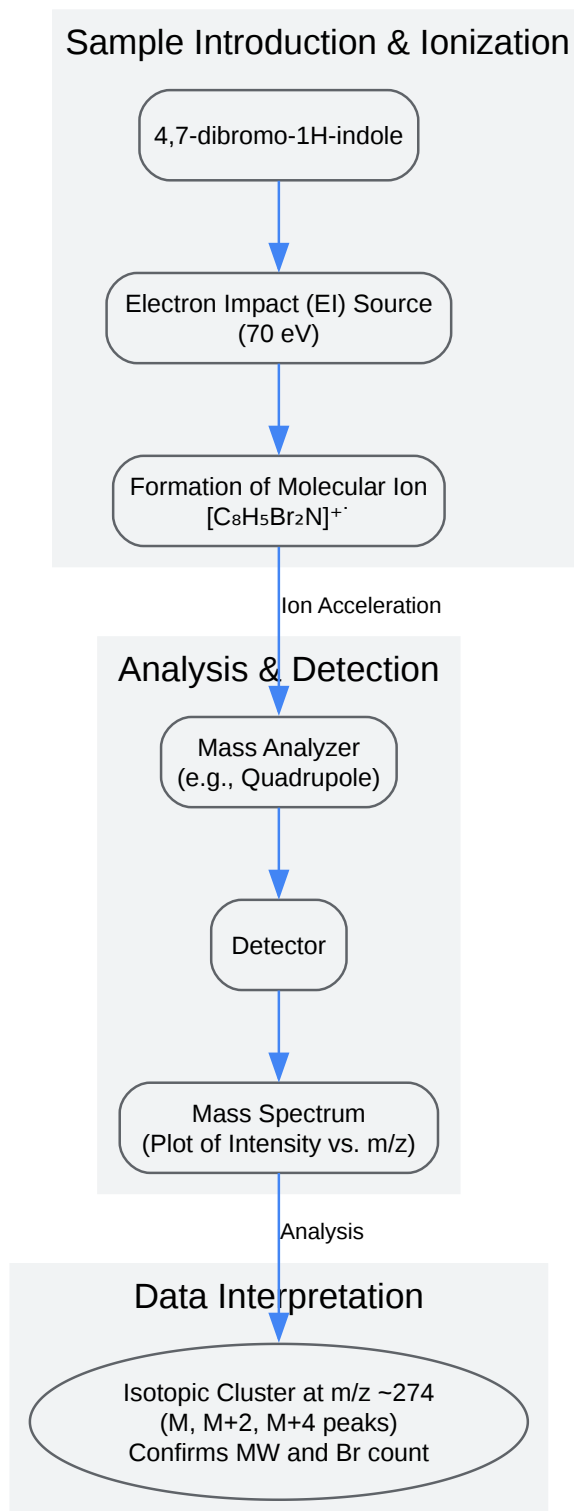 Sample Introduction & Ionization
4,7-dibromo-1H-indole
Electron Impact (EI) Source
(70 eV)
Formation of Molecular Ion
[C₈H₅Br₂N]⁺˙
Ion Acceleration
Analysis & Detection
Mass Analyzer
(e.g., Quadrupole)
Detector
Mass Spectrum
(Plot of Intensity vs. m/z)
Analysis
Data Interpretation
Isotopic Cluster at m/z ~274
(M, M+2, M+4 peaks)
Confirms MW and Br count